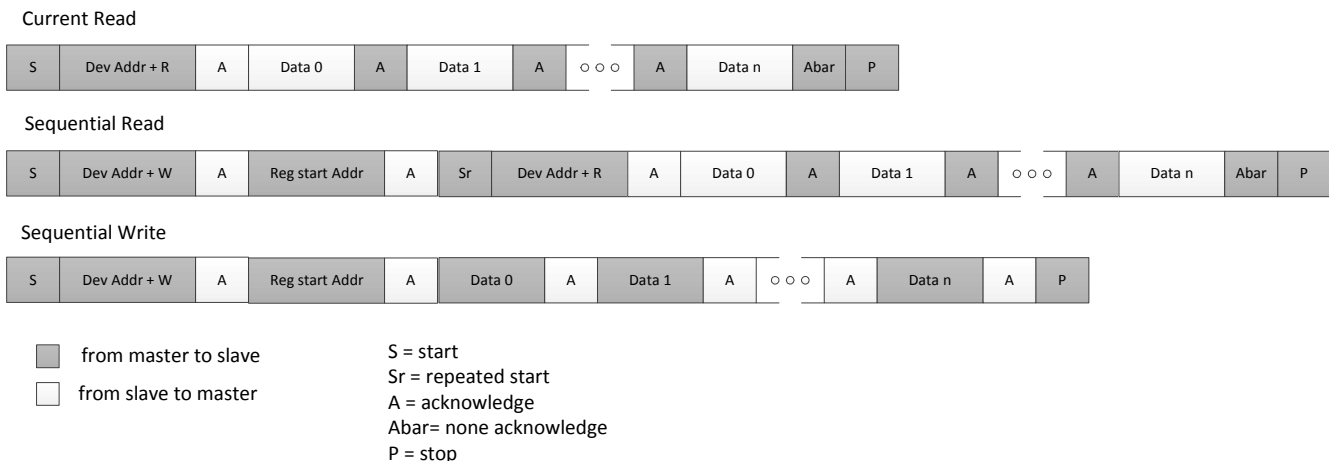 Current Read
S Dev Addr + R A Data 0 A Data 1 A A Data n Abar P
Sequential Read
S Dev Addr + W A Reg start Addr A Sr Dev Addr + R A Data 0 A Data 1 A A Data n Abar P
Sequential Write
S Dev Addr + W A Reg start Addr A Data 0 A Data 1 A A Data n A P
from master to slave
from slave to master
S = start
Sr = repeated start
A = acknowledge
Abar= none acknowledge
P = stop